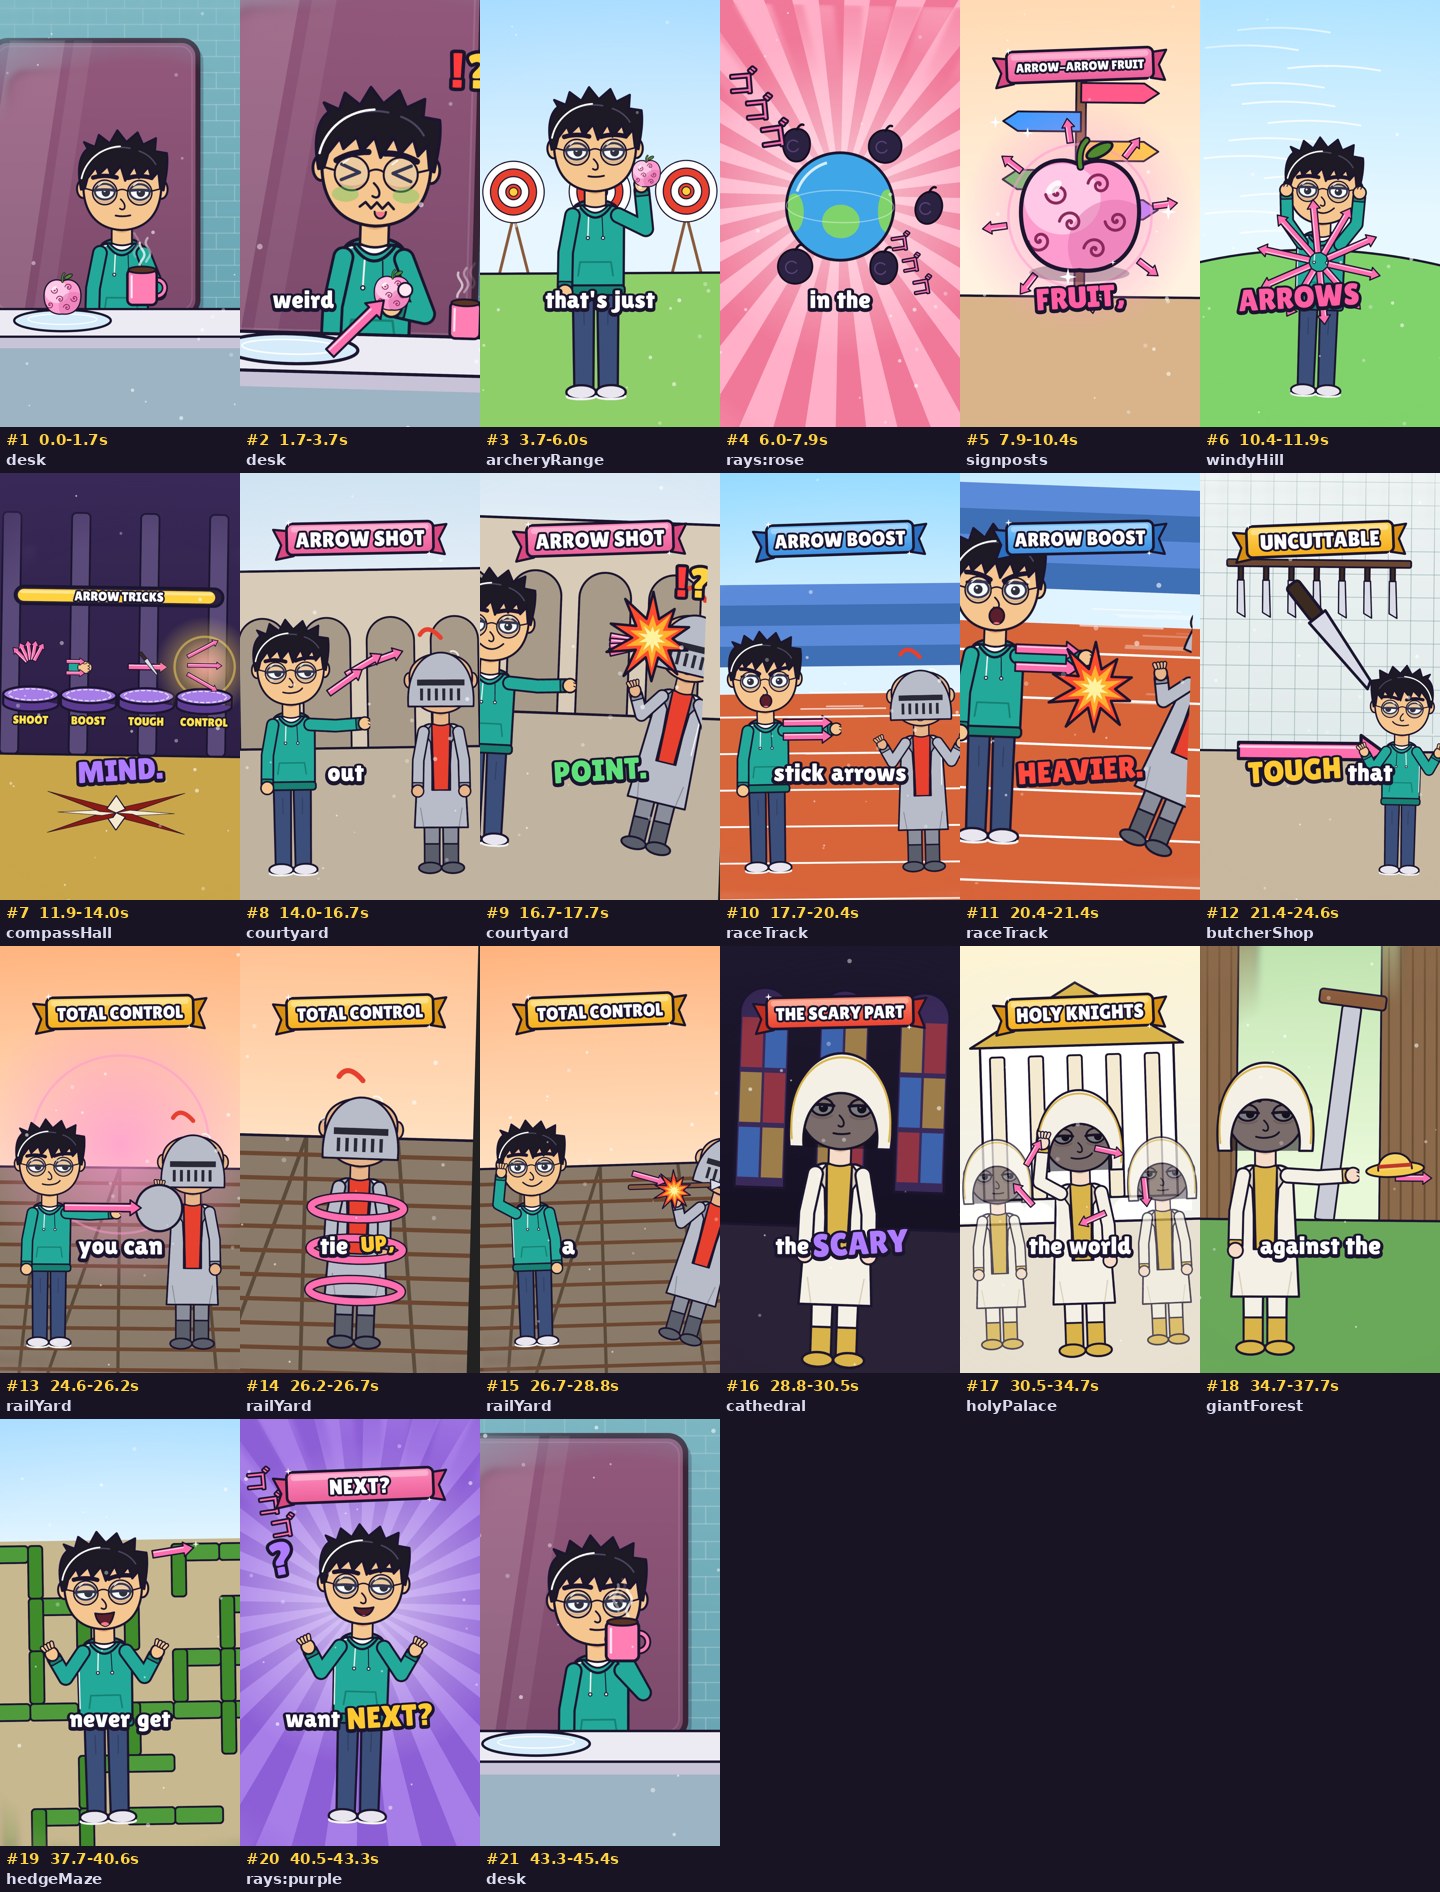 !?
weird
that's just
ゴゴゴ
C
C
C
C
C
ゴゴゴ
in the
ARROW-ARROW FRUIT
FRUIT,
ARROWS
#1 0.0-1.7s
desk
#2 1.7-3.7s
desk
#3 3.7-6.0s
archeryRange
#4 6.0-7.9s
rays:rose
#5 7.9-10.4s
signposts
#6 10.4-11.9s
windyHill
ARROW TRICKS
SHOOT
BOOST
TOUGH
CONTROL
MIND.
ARROW SHOT
out
ARROW SHOT
!?
POINT.
ARROW BOOST
stick arrows
ARROW BOOST
HEAVIER.
UNCUTTABLE
TOUGH that
#7 11.9-14.0s
compassHall
#8 14.0-16.7s
courtyard
#9 16.7-17.7s
courtyard
#10 17.7-20.4s
raceTrack
#11 20.4-21.4s
raceTrack
#12 21.4-24.6s
butcherShop
TOTAL CONTROL
you can
TOTAL CONTROL
tie UP,
TOTAL CONTROL
a
THE SCARY PART
the SCARY
HOLY KNIGHTS
the world
against the
#13 24.6-26.2s
railYard
#14 26.2-26.7s
railYard
#15 26.7-28.8s
railYard
#16 28.8-30.5s
cathedral
#17 30.5-34.7s
holyPalace
#18 34.7-37.7s
giantForest
never get
NEXT?
ゴゴゴ
?
want NEXT?
#19 37.7-40.6s
hedgeMaze
#20 40.5-43.3s
rays:purple
#21 43.3-45.4s
desk